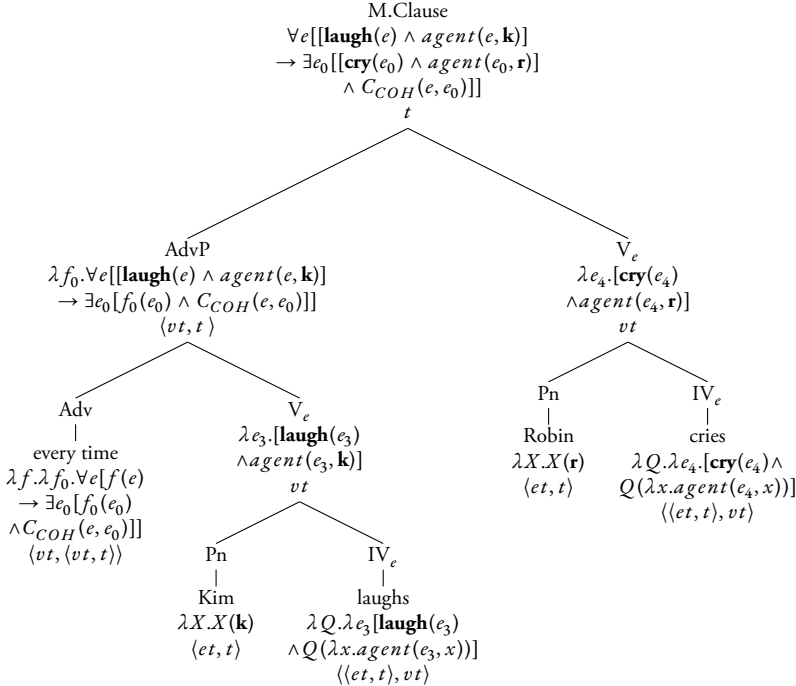 M.Clause
∀e[[laugh(e) ∧ agent(e, k)]
→ ∃e₀[[cry(e₀) ∧ agent(e₀, r)]
∧ C_COH(e, e₀)]]
t
AdvP
λf₀.∀e[[laugh(e) ∧ agent(e, k)]
→ ∃e₀[f₀(e₀) ∧ C_COH(e, e₀)]]
⟨vt, t⟩
V_e
λe₄.[cry(e₄)
∧agent(e₄, r)]
vt
Adv
every time
λf.λf₀.∀e[f(e)
→ ∃e₀[f₀(e₀)
∧C_COH(e, e₀)]]
⟨vt, ⟨vt, t⟩⟩
V_e
λe₃.[laugh(e₃)
∧agent(e₃, k)]
vt
Pn
Kim
λX.X(k)
⟨et, t⟩
IV_e
laughs
λQ.λe₃[laugh(e₃)
∧Q(λx.agent(e₃, x))]
⟨⟨et, t⟩, vt⟩
Pn
Robin
λX.X(r)
⟨et, t⟩
IV_e
cries
λQ.λe₄.[cry(e₄)∧
Q(λx.agent(e₄, x))]
⟨⟨et, t⟩, vt⟩